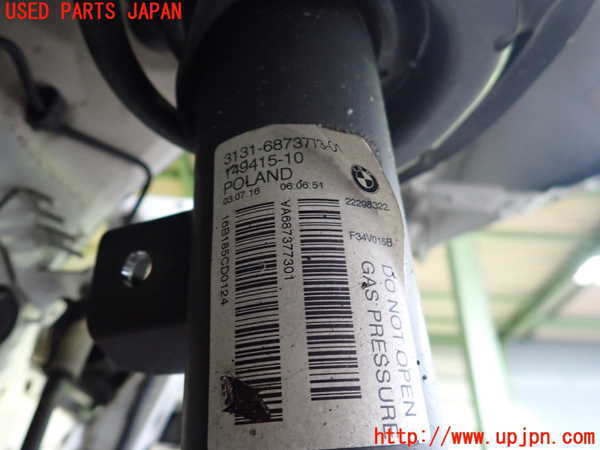 USED PARTS JAPAN
3131-6873773-01
149415-10
POLAND
03.07.16 06:06:51
22298322
F34V015B
16B185CD0124
YA687377301
DO NOT OPEN
GAS PRESSURE
http://www.upjpn.com/